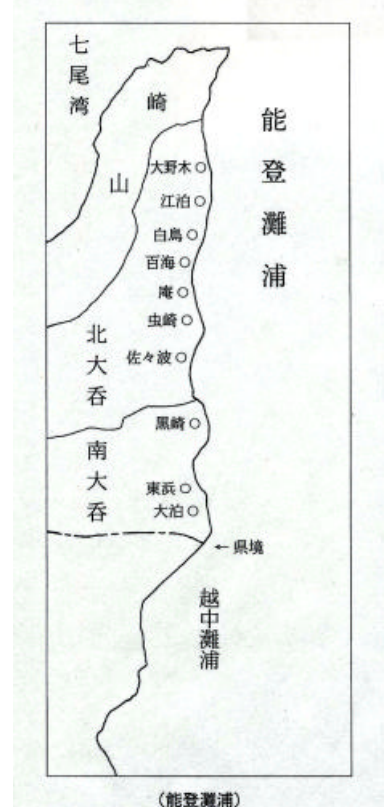 七尾湾
崎山
能登灘浦
大野木
江泊
白鳥
百海
庵
虫崎
佐々波
北大呑
黒崎
南大呑
東浜
大泊
←県境
越中灘浦
(能登灘浦)